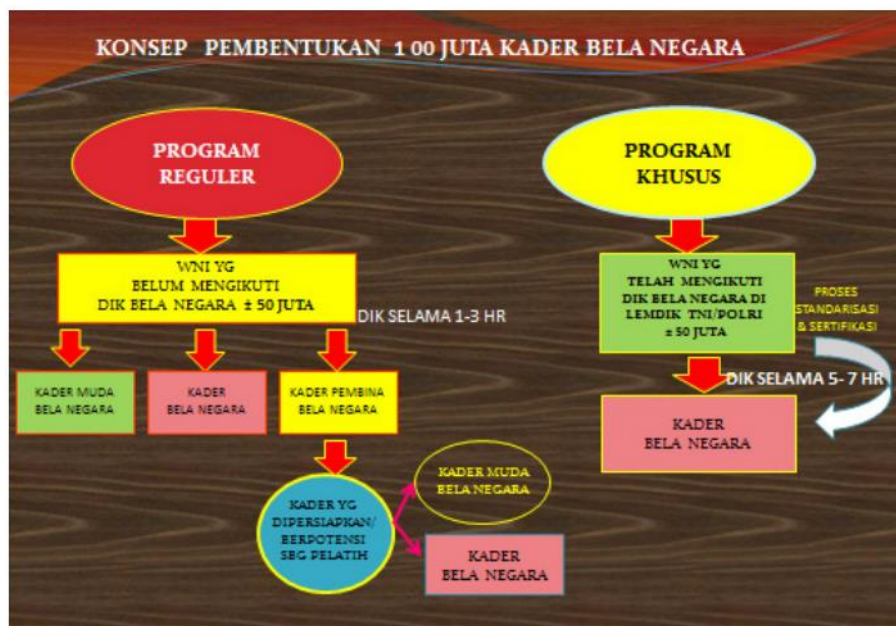 KONSEP PEMBENTUKAN 1 00 JUTA KADER BELA NEGARA
PROGRAM
REGULER
WNI YG
BELUM MENGIKUTI
DIK BELA NEGARA ± 50 JUTA
DIK SELAMA 1-3 HR
KADER MUDA
BELA NEGARA
KADER
BELA NEGARA
KADER PEMBINA
BELA NEGARA
KADER YG
DIPERSIAPKAN/
BERPOTENSI
SBG PELATIH
KADER MUDA
BELA NEGARA
KADER
BELA NEGARA
PROGRAM
KHUSUS
WNI YG
TELAH MENGIKUTI
DIK BELA NEGARA DI
LEMDIK TNI/POLRI
± 50 JUTA
PROSES
STANDARISASI
& SERTIFIKASI
DIK SELAMA 5- 7 HR
KADER
BELA NEGARA